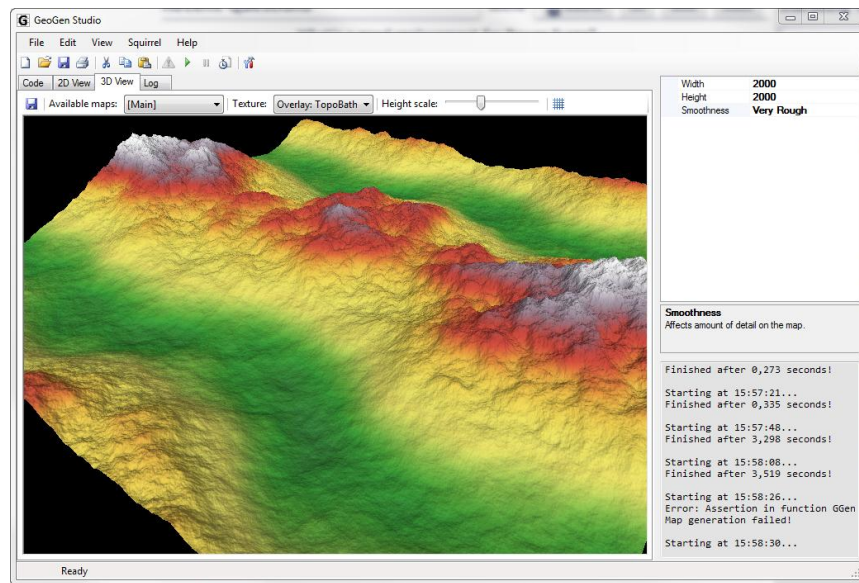 GeoGen Studio
File Edit View Squirrel Help
Code 2D View 3D View Log
Available maps: [Main] Texture: Overlay: TopoBath Height scale:
Width 2000
Height 2000
Smoothness Very Rough
Smoothness
Affects amount of detail on the map.
Finished after 0,273 seconds!
Starting at 15:57:21...
Finished after 0,335 seconds!
Starting at 15:57:48...
Finished after 3,298 seconds!
Starting at 15:58:08...
Finished after 3,519 seconds!
Starting at 15:58:26...
Error: Assertion in function GGen
Map generation failed!
Starting at 15:58:30...
Ready